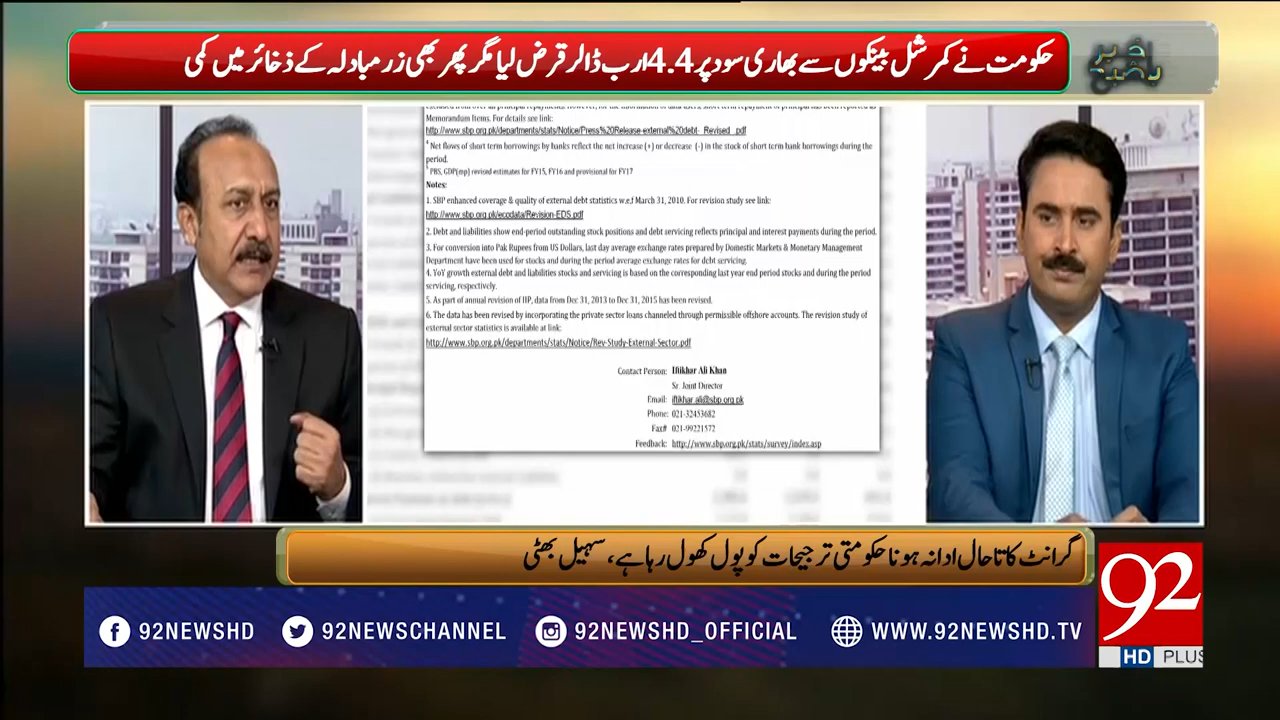 حکومت نے کمرشل بینکوں سے بھاری سود پر 4.4 ارب ڈالر قرض لیا مگر پھر بھی زرمبادلہ کے ذخائر میں کمی
Memorandum Items. For details see link:
http://www.sbp.org.pk/departments/stats/Notice/Press%20Release-external%20debt-_Revised_.pdf
Net flows of short term borrowings by banks reflect the net increase (+) or decrease (-) in the stock of short term bank borrowings during the
period.
PBS, GDP(mp) revised estimates for FY15, FY16 and provisional for FY17
Notes:
1. SBP enhanced coverage & quality of external debt statistics w.e.f March 31, 2010. For revision study see link:
http://www.sbp.org.pk/ecodata/Revision-EDS.pdf
2. Debt and liabilities show end-period outstanding stock positions and debt servicing reflects principal and interest payments during the period.
3. For conversion into Pak Rupees from US Dollars, last day average exchange rates prepared by Domestic Markets & Monetary Management
Department have been used for stocks and during the period average exchange rates for debt servicing.
4. YoY growth external debt and liabilities stocks and servicing is based on the corresponding last year end period stocks and during the period
servicing, respectively.
5. As part of annual revision of IIP, data from Dec 31, 2013 to Dec 31, 2015 has been revised.
6. The data has been revised by incorporating the private sector loans channeled through permissible offshore accounts. The revision study of
external sector statistics is available at link:
http://www.sbp.org.pk/departments/stats/Notice/Rev-Study-External-Sector.pdf
Contact Person: Iftikhar Ali Khan
Sr. Joint Director
Email: iftikhar.ali@sbp.org.pk
Phone: 021-32453682
Fax# 021-99221572
Feedback: http://www.sbp.org.pk/stats/survey/index.asp
گرانٹ کا تاحال ادا نہ ہونا حکومتی ترجیحات کو پول کھول رہا ہے، سہیل بھٹی
92
HD PLUS
92NEWSHD 92NEWSCHANNEL 92NEWSHD_OFFICIAL WWW.92NEWSHD.TV